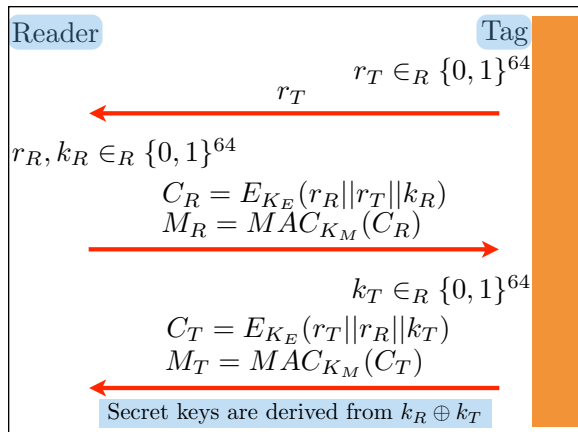 Reader Tag
r_T ∈_R {0, 1}^64
r_T
r_R, k_R ∈_R {0, 1}^64
C_R = E_{K_E}(r_R||r_T||k_R)
M_R = MAC_{K_M}(C_R)
k_T ∈_R {0, 1}^64
C_T = E_{K_E}(r_T||r_R||k_T)
M_T = MAC_{K_M}(C_T)
Secret keys are derived from k_R ⊕ k_T